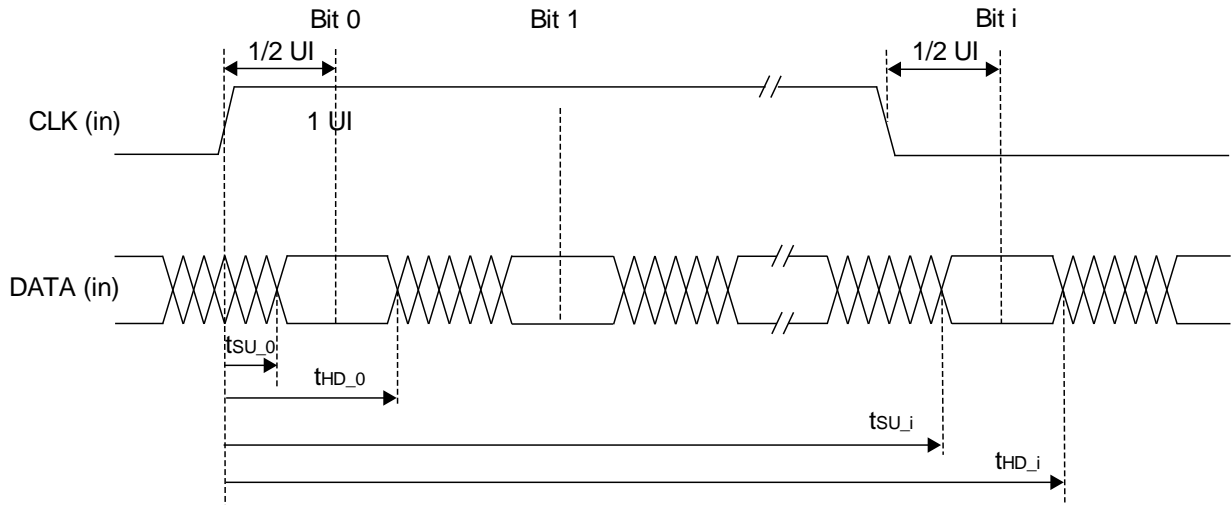 Bit 0 Bit 1 Bit i
1/2 UI 1/2 UI
CLK (in) 1 UI
DATA (in)
tSU_0
tHD_0
tSU_i
tHD_i